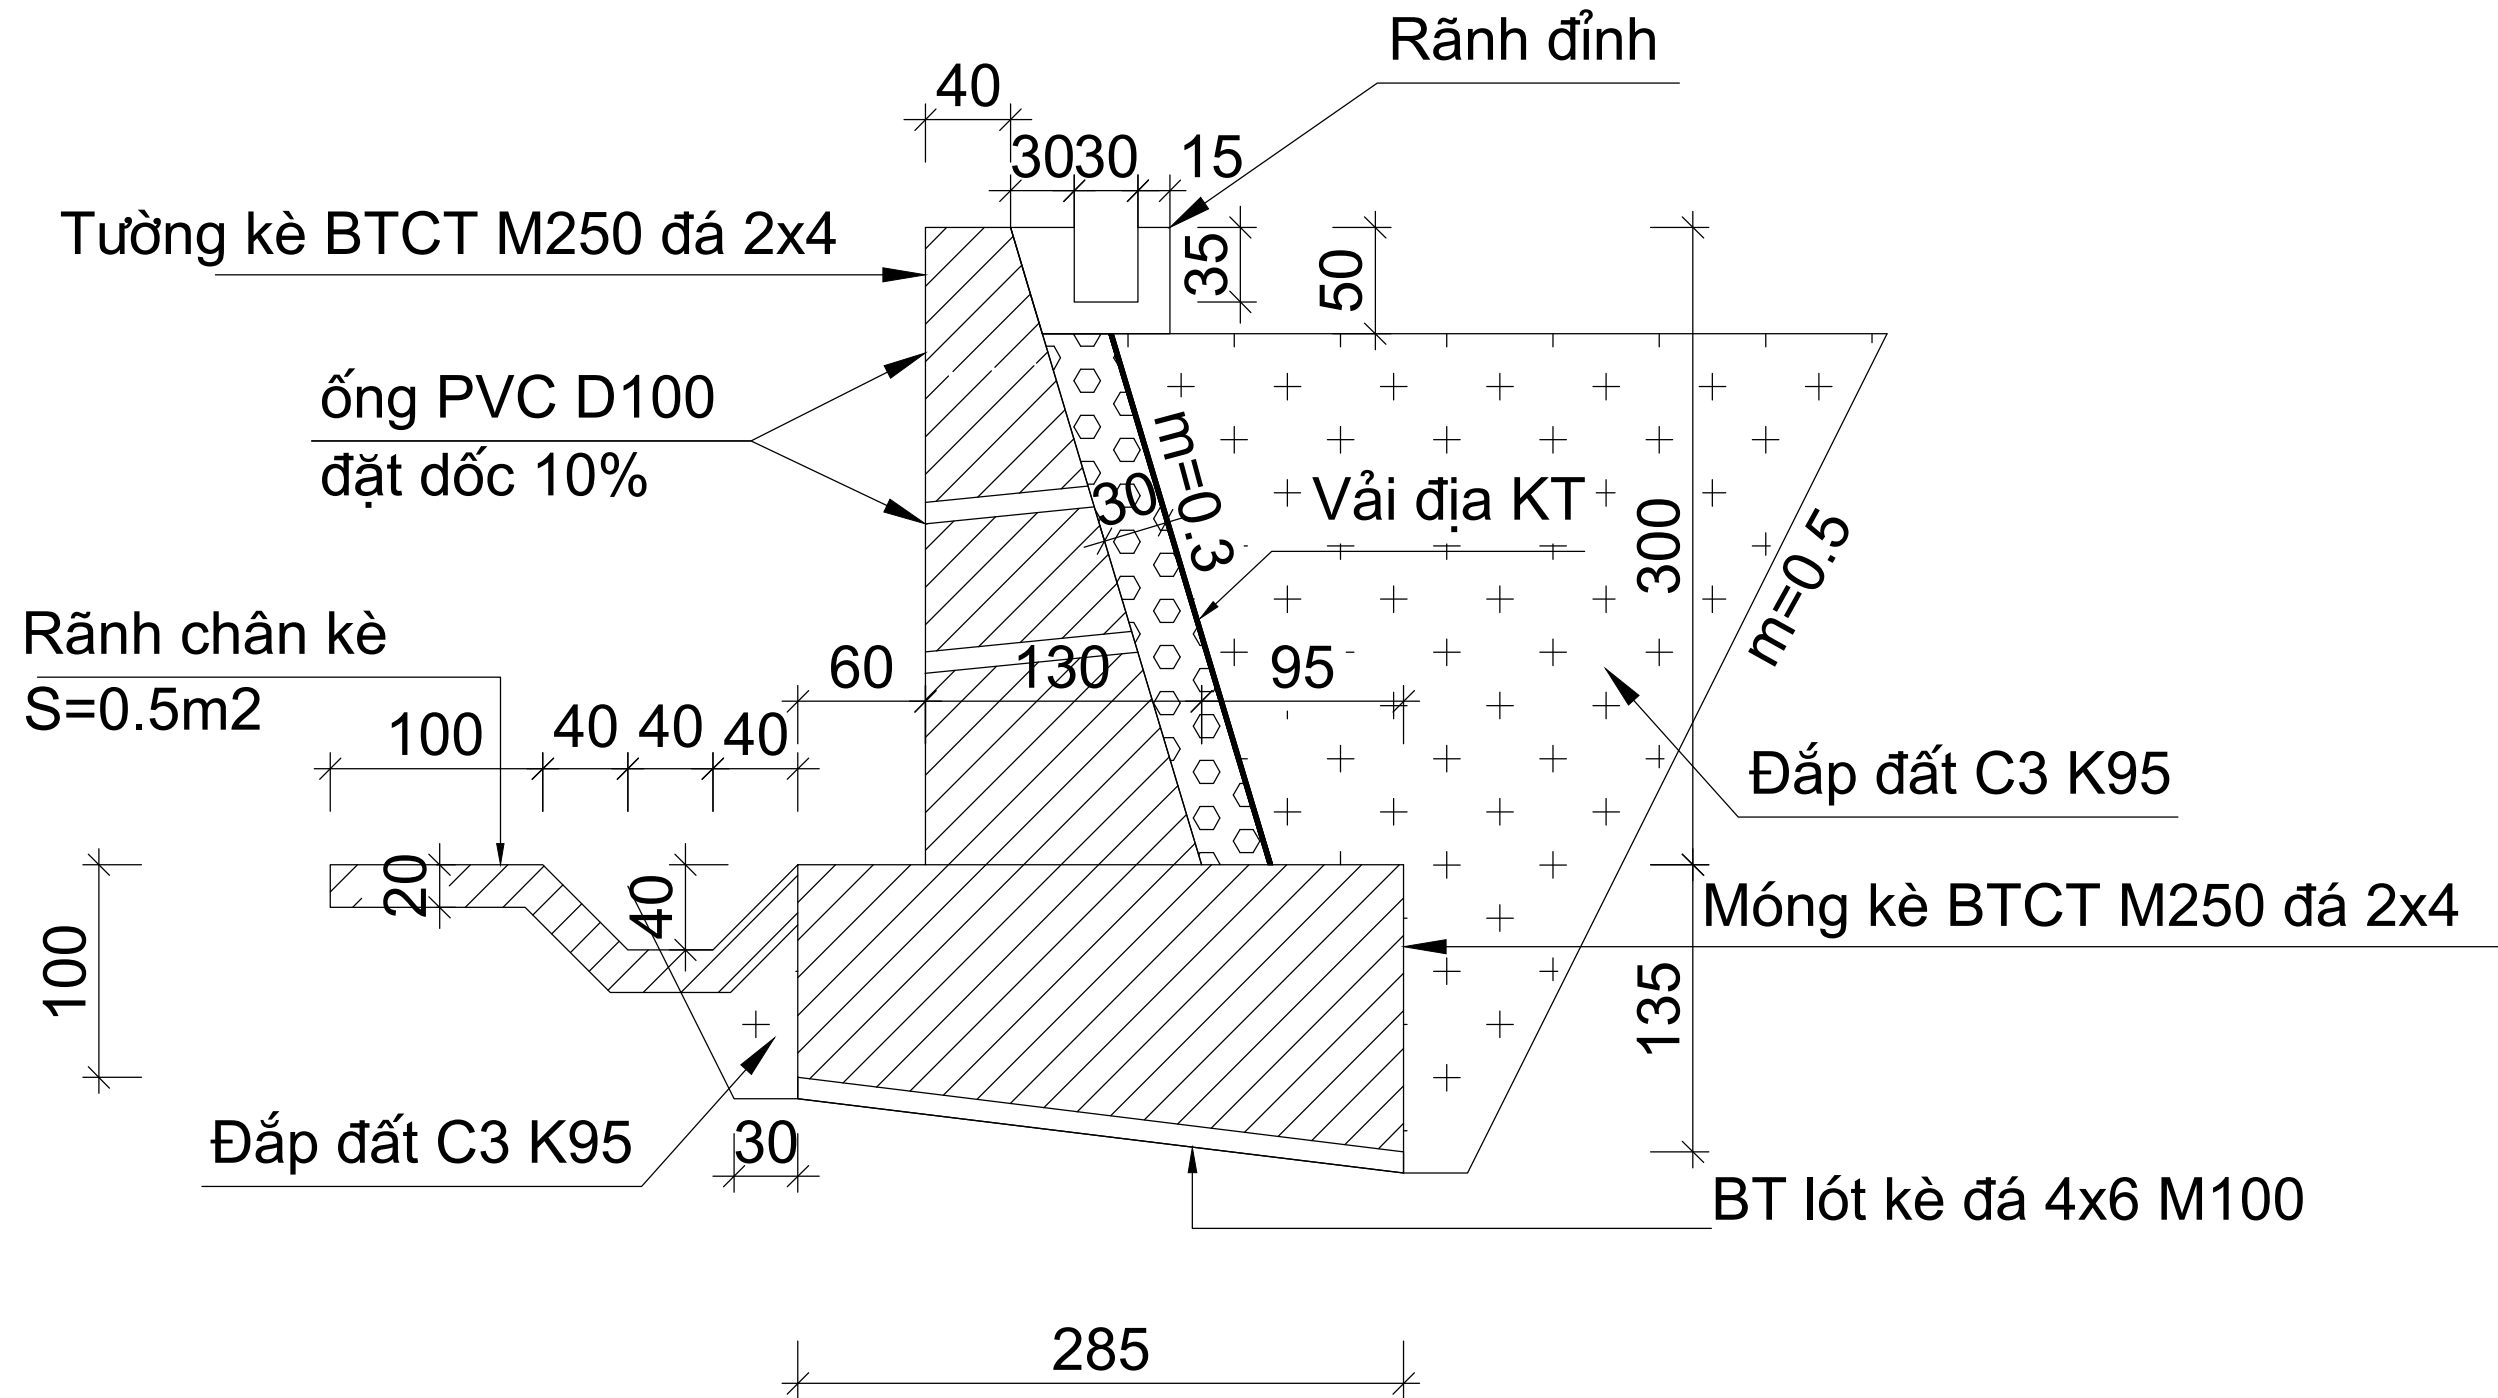 Rãnh đỉnh
40
30 30 15
Tường kè BTCT M250 đá 2x4
35
50
ống PVC D100
đặt dốc 10%
m=0.3
30
Vải địa KT
300
m=0.5
Rãnh chân kè
S=0.5m2
60 130 95
100 40 40 40
Đắp đất C3 K95
20
40
Móng kè BTCT M250 đá 2x4
100
135
Đắp đất C3 K95
30
BT lót kè đá 4x6 M100
285